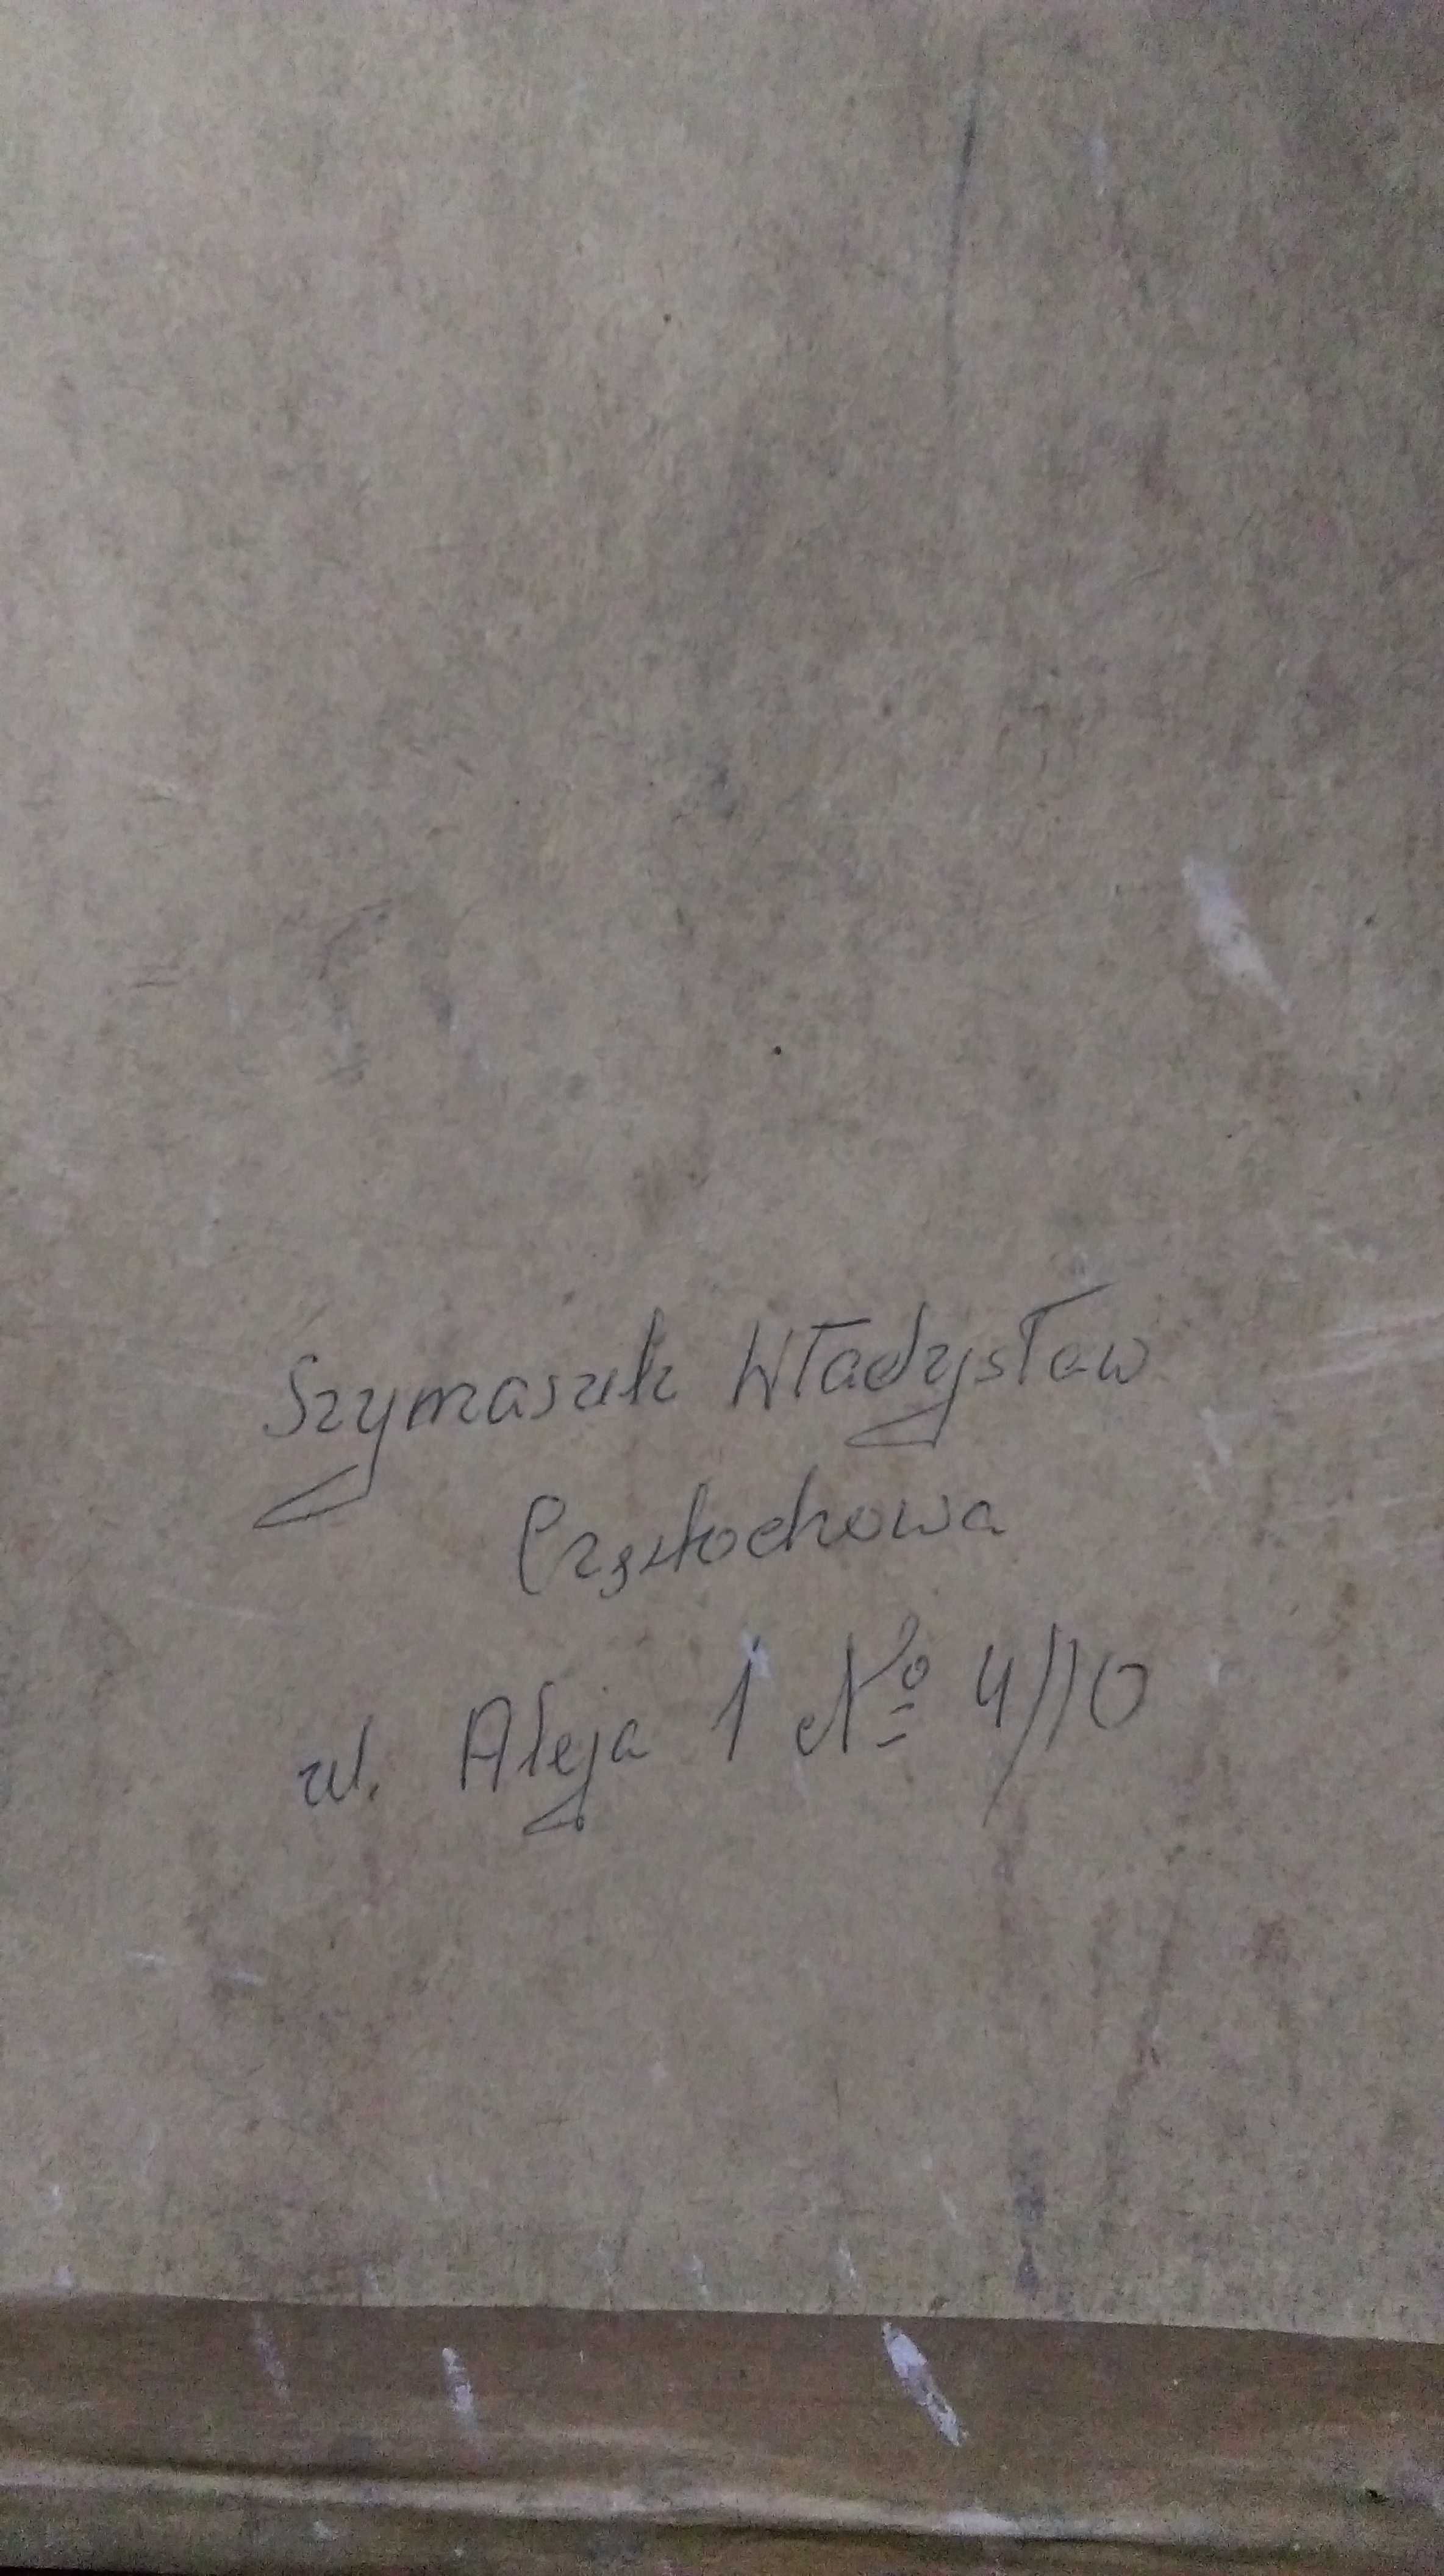 Szymaszek Władysław
Częstochowa
ul. Aleja 1 № 4/10